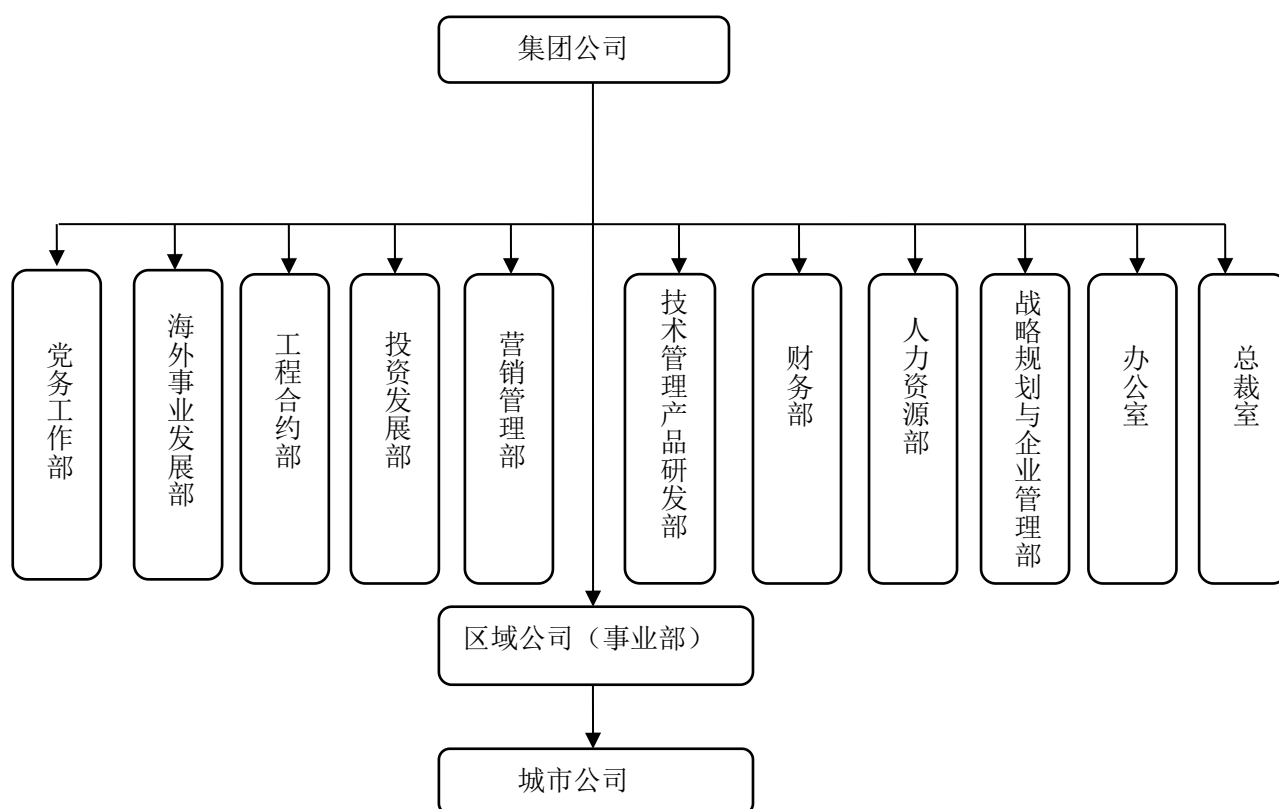 集团公司
党务工作部
海外事业发展部
工程合约部
投资发展部
营销管理部
技术管理产品研发部
财务部
人力资源部
战略规划与企业管理部
办公室
总裁室
区域公司（事业部）
城市公司